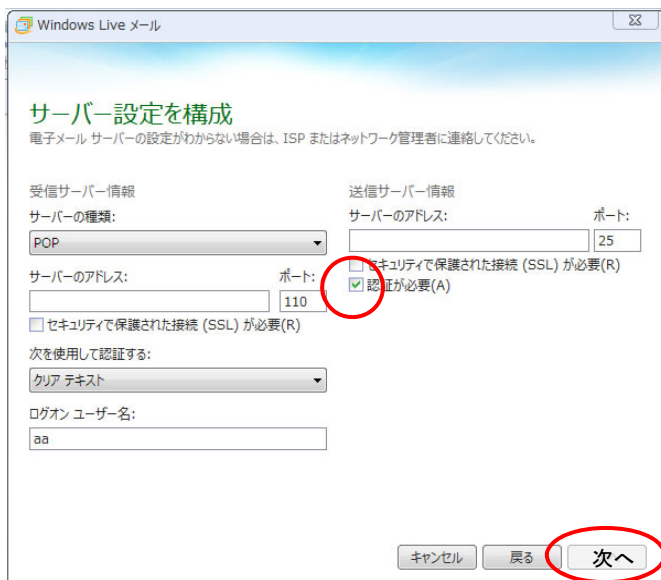 Windows Live メール
サーバー設定を構成
電子メール サーバーの設定がわからない場合は、ISP またはネットワーク管理者に連絡してください。
受信サーバー情報
サーバーの種類:
POP
サーバーのアドレス:
ポート:
110
セキュリティで保護された接続 (SSL) が必要(R)
次を使用して認証する:
クリア テキスト
ログオン ユーザー名:
aa
送信サーバー情報
サーバーのアドレス:
ポート:
25
セキュリティで保護された接続 (SSL) が必要(R)
認証が必要(A)
キャンセル
戻る
次へ